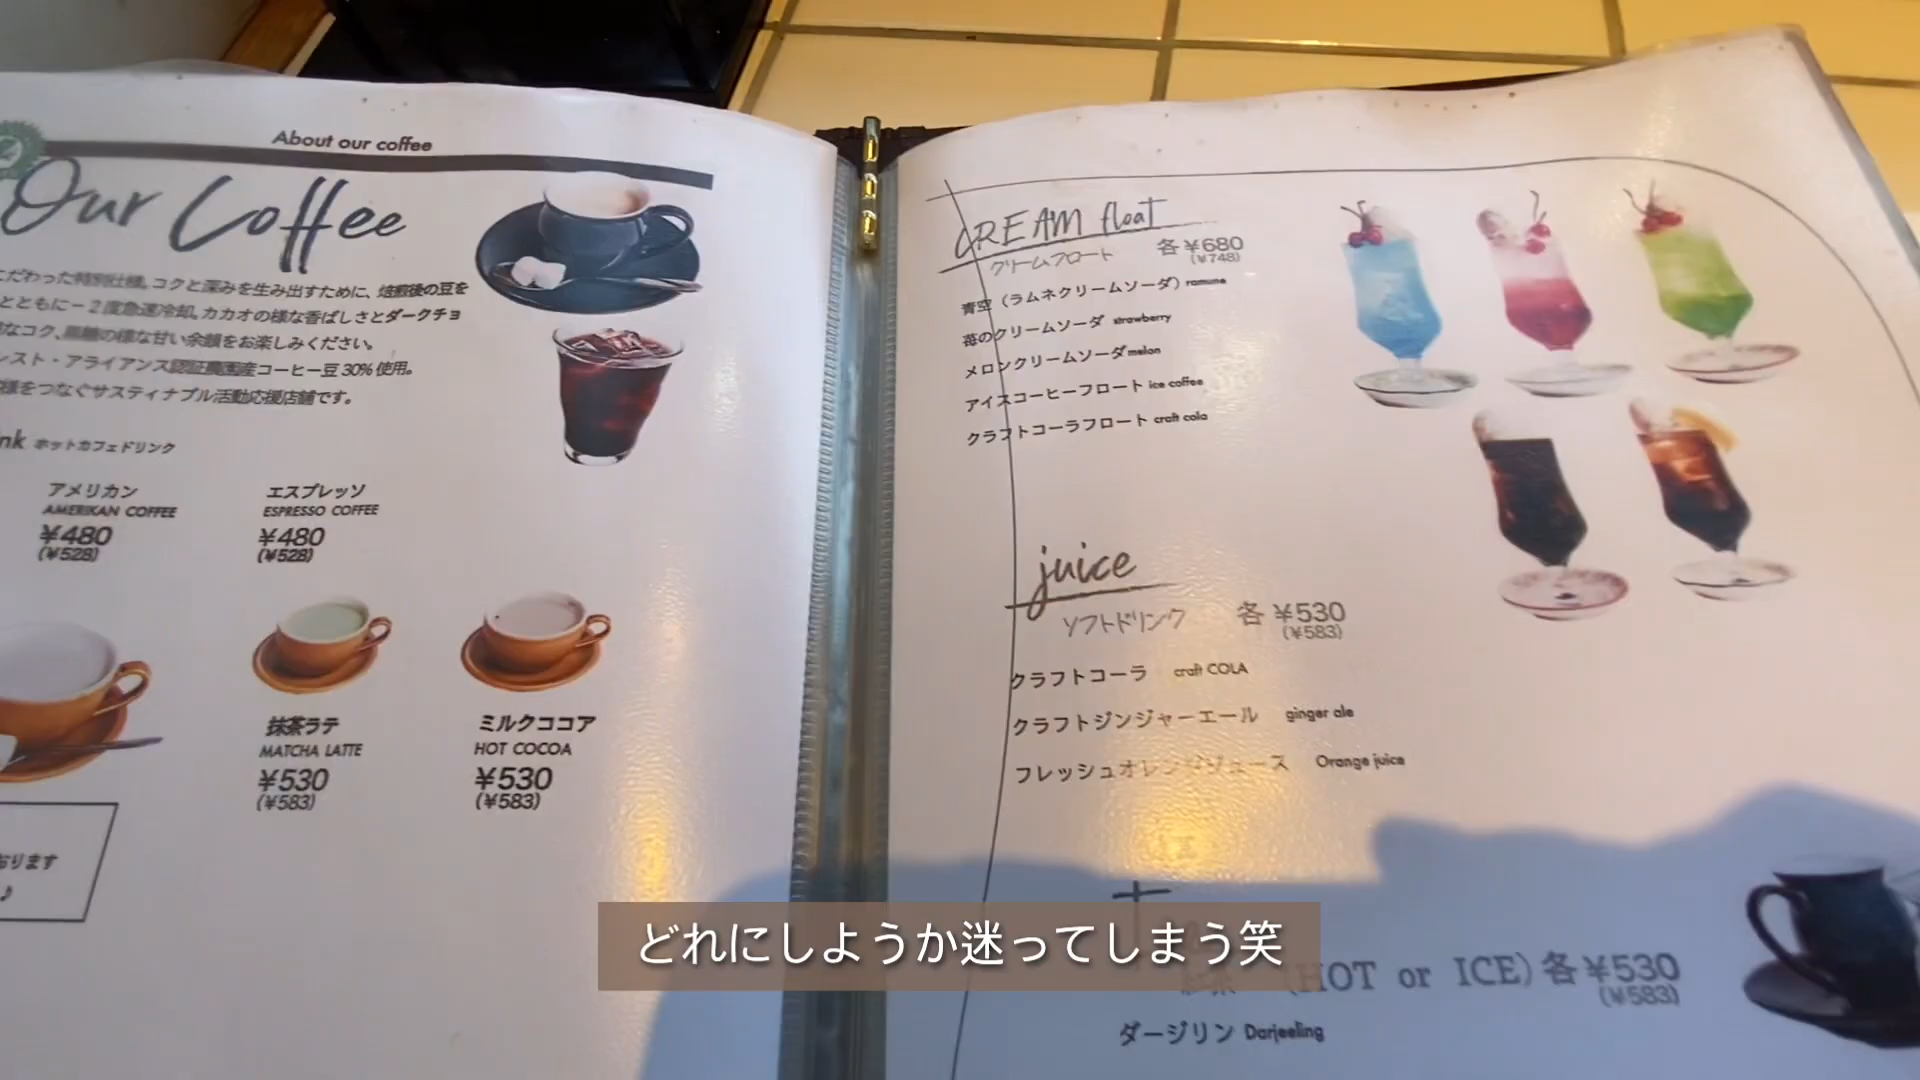 About our coffee
Our Coffee
こだわった特別仕様。コクと深みを生み出すために、焙煎後の豆を
とともに－2度急速冷却。カカオの様な香ばしさとダークチョ
なコク、黒糖の様な甘い余韻をお楽しみください。
レスト・アライアンス認証農園産コーヒー豆30%使用。
様をつなぐサスティナブル活動応援店舗です。
ink ホットカフェドリンク
アメリカン
AMERIKAN COFFEE
¥480
(¥528)
エスプレッソ
ESPRESSO COFFEE
¥480
(¥528)
抹茶ラテ
MATCHA LATTE
¥530
(¥583)
ミルクココア
HOT COCOA
¥530
(¥583)
おります
♪
CREAM float
クリームフロート 各¥680
(¥748)
青空（ラムネクリームソーダ）ramune
苺のクリームソーダ strawberry
メロンクリームソーダ melon
アイスコーヒーフロート ice coffee
クラフトコーラフロート craft cola
juice
ソフトドリンク 各¥530
(¥583)
クラフトコーラ craft COLA
クラフトジンジャーエール ginger ale
フレッシュオレンジジュース Orange juice
(HOT or ICE) 各¥530
(¥583)
ダージリン Darjeeling
どれにしようか迷ってしまう笑